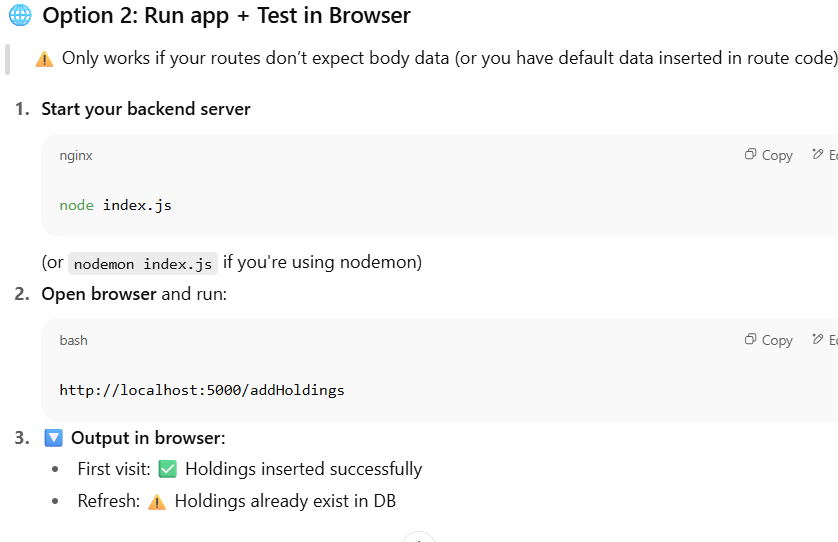 🌐 Option 2: Run app + Test in Browser
⚠️ Only works if your routes don’t expect body data (or you have default data inserted in route code)
1. Start your backend server
nginx Copy
node index.js
(or nodemon index.js if you're using nodemon)
2. Open browser and run:
bash Copy
http://localhost:5000/addHoldings
3. 🔽 Output in browser:
• First visit: ✅ Holdings inserted successfully
• Refresh: ⚠️ Holdings already exist in DB